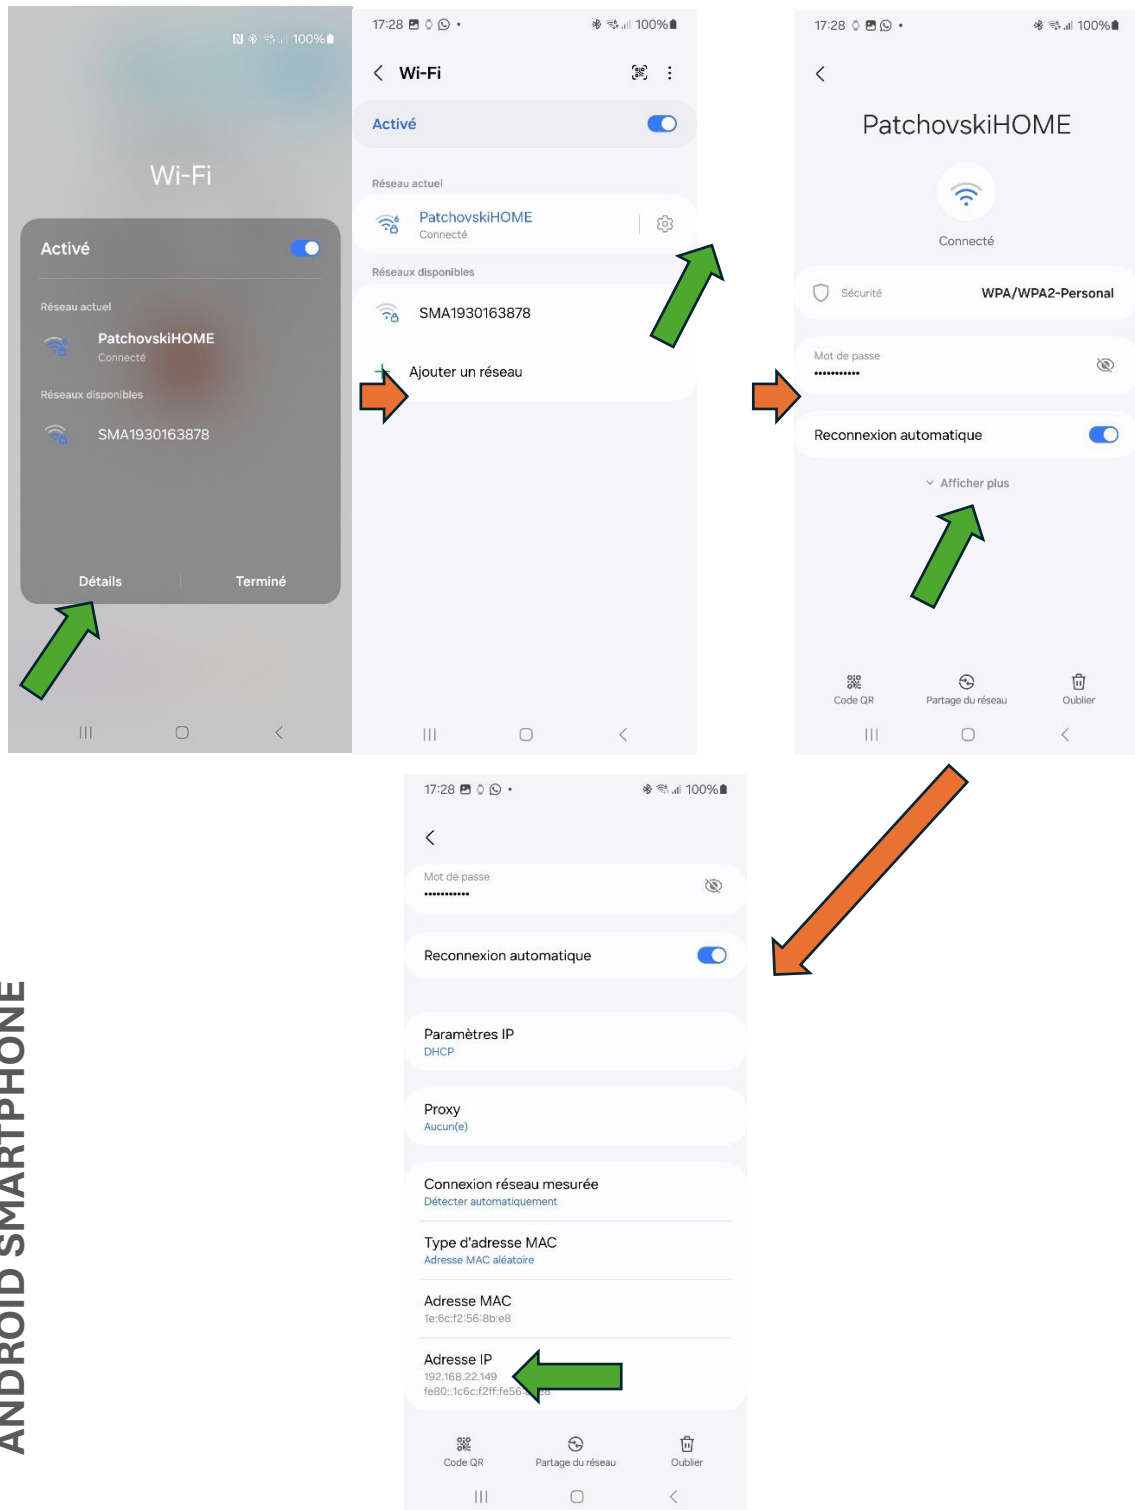 100%
Wi-Fi
Activé
Réseau actuel
PatchovskiHOME
Connecté
Réseaux disponibles
SMA1930163878
Détails
Terminé
17:28
100%
Wi-Fi
Activé
Réseau actuel
PatchovskiHOME
Connecté
Réseaux disponibles
SMA1930163878
Ajouter un réseau
17:28
100%
PatchovskiHOME
Connecté
Sécurité
WPA/WPA2-Personal
Mot de passe
•••••••••••
Reconnexion automatique
Afficher plus
Code QR
Partage du réseau
Oublier
17:28
100%
Mot de passe
•••••••••••
Reconnexion automatique
Paramètres IP
DHCP
Proxy
Aucun(e)
Connexion réseau mesurée
Détecter automatiquement
Type d'adresse MAC
Adresse MAC aléatoire
Adresse MAC
1e:6c:f2:56:8b:e8
Adresse IP
192.168.22.149
fe80::1c6c:f2ff:fe56:
Code QR
Partage du réseau
Oublier
ANDROID SMARTPHONE